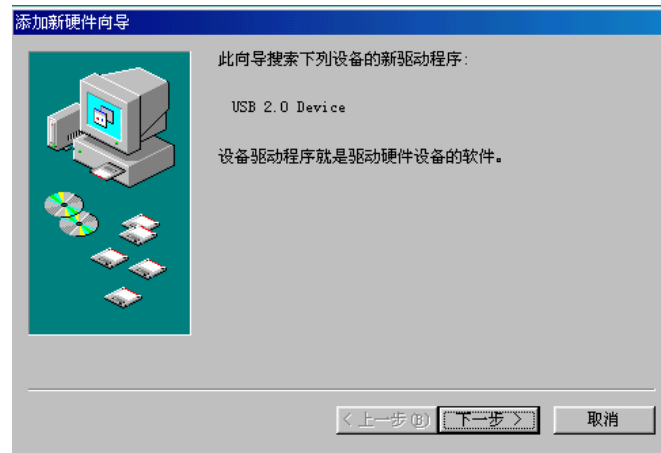 添加新硬件向导
此向导搜索下列设备的新驱动程序:
USB 2.0 Device
设备驱动程序就是驱动硬件设备的软件。
< 上一步(B) 下一步 > 取消